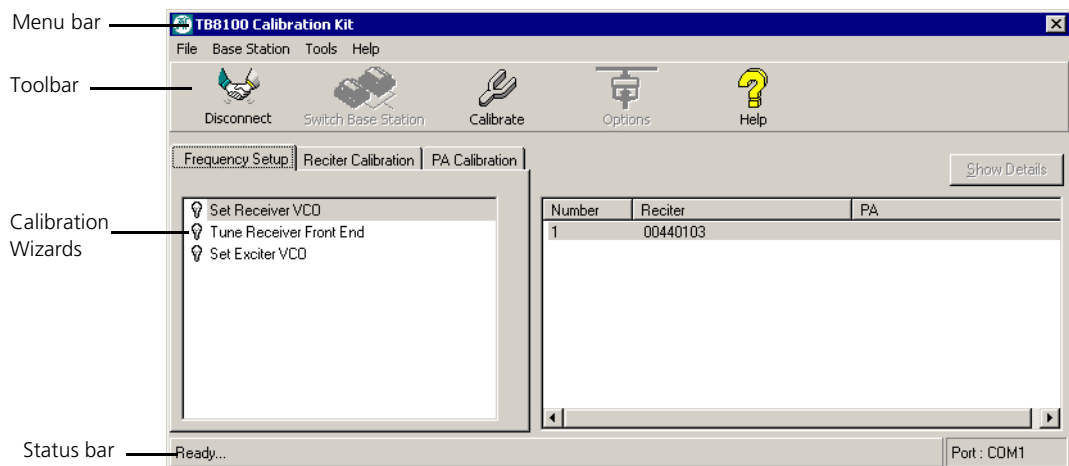 Menu bar
TB8100 Calibration Kit
File Base Station Tools Help
Toolbar
Disconnect Switch Base Station Calibrate Options Help
Frequency Setup Reciter Calibration PA Calibration
Show Details
Calibration
Wizards
Set Receiver VCO
Tune Receiver Front End
Set Exciter VCO
Number Reciter PA
1 00440103
Status bar
Ready...
Port : COM1